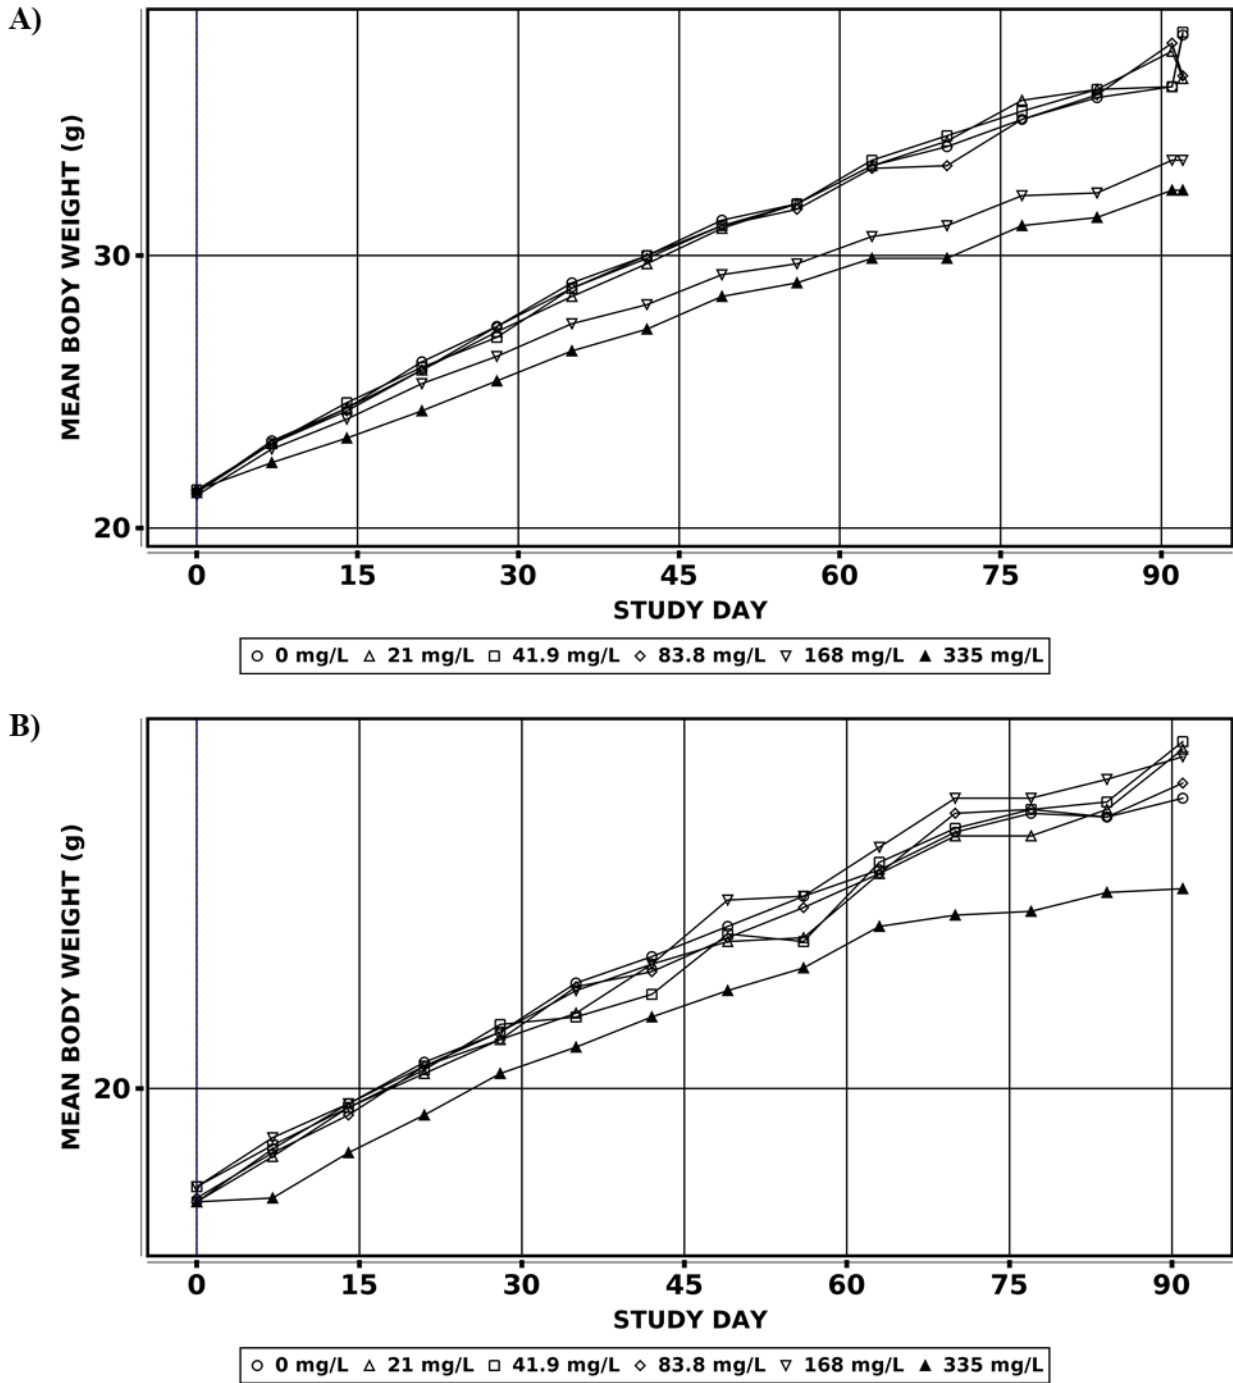 A)
MEAN BODY WEIGHT (g)
30
20
0 15 30 45 60 75 90
STUDY DAY
0 mg/L 21 mg/L 41.9 mg/L 83.8 mg/L 168 mg/L 335 mg/L
B)
MEAN BODY WEIGHT (g)
20
0 15 30 45 60 75 90
STUDY DAY
0 mg/L 21 mg/L 41.9 mg/L 83.8 mg/L 168 mg/L 335 mg/L